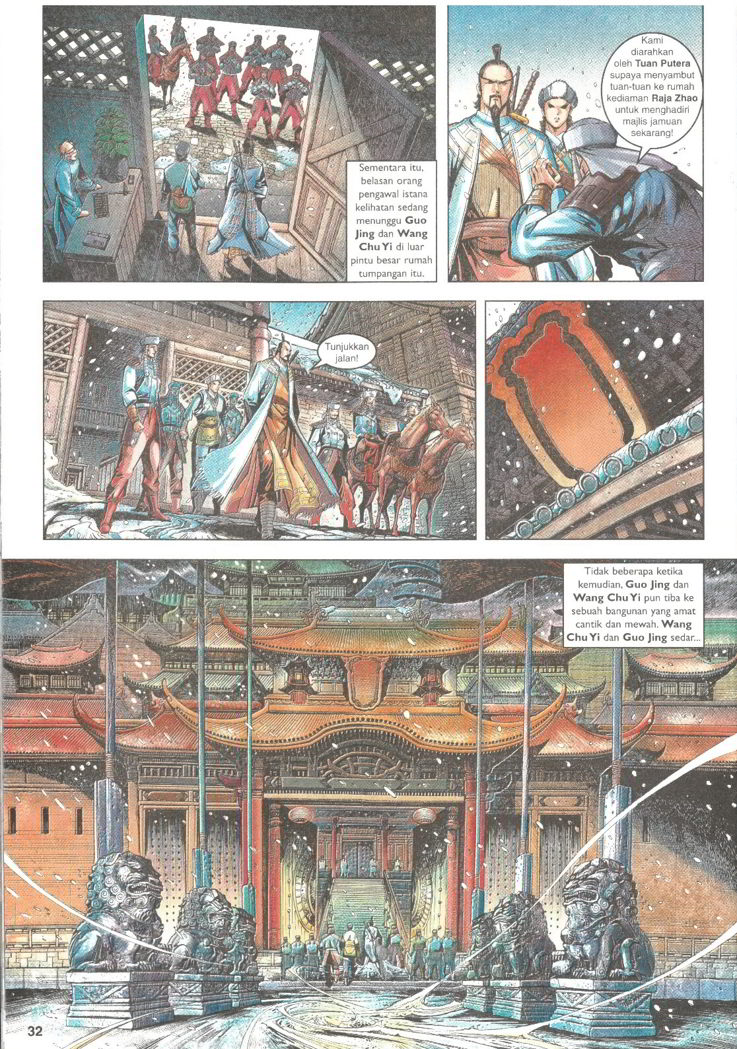 Sementara itu,
belasan orang
pengawal istana
kelihatan sedang
menunggu Guo
Jing dan Wang
Chu Yi di luar
pintu besar rumah
tumpangan itu.
Kami
diarahkan
oleh Tuan Putera
supaya menyambut
tuan-tuan ke rumah
kediaman Raja Zhao
untuk menghadiri
majlis jamuan
sekarang!
Tunjukkan
jalan!
Tidak beberapa ketika
kemudian, Guo Jing dan
Wang Chu Yi pun tiba ke
sebuah bangunan yang amat
cantik dan mewah. Wang
Chu Yi dan Guo Jing sedar...
32